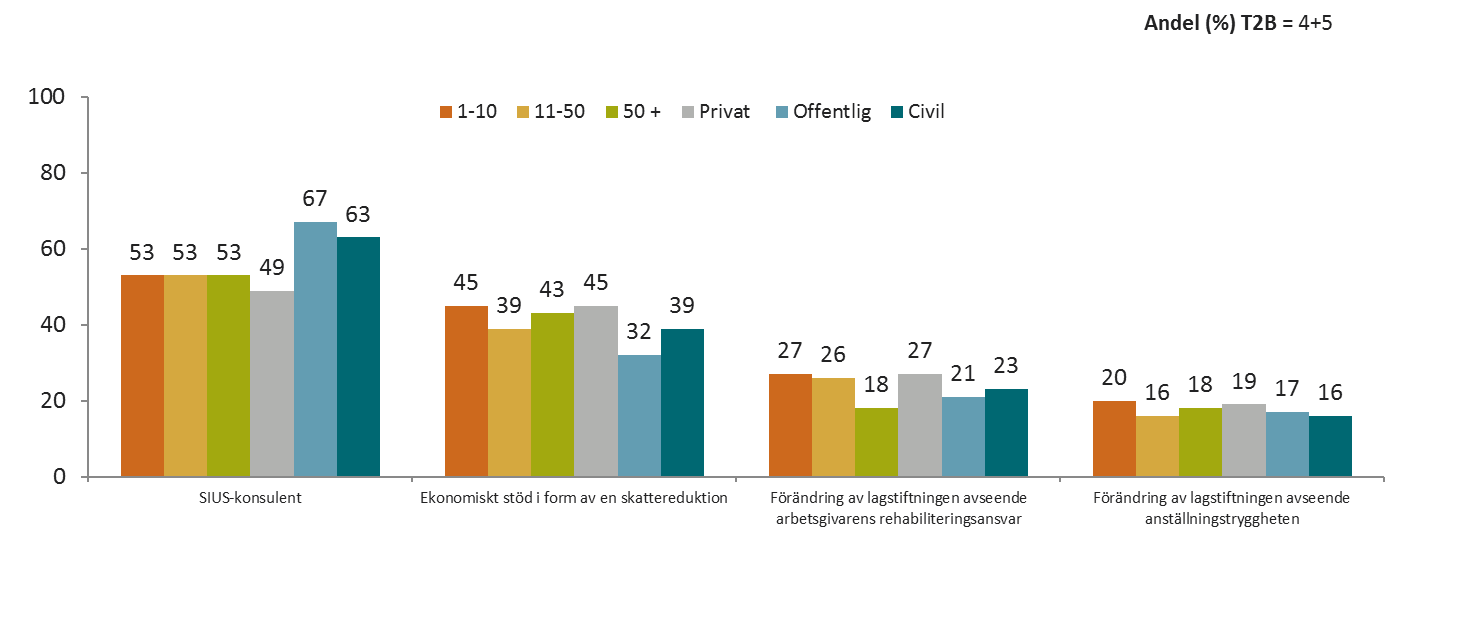 Andel (%) T2B = 4+5
1-10 11-50 50 + Privat Offentlig Civil
100
80
60
40
20
0
53 53 53 49 67 63
45 39 43 45 32 39
27 26 18 27 21 23
20 16 18 19 17 16
SIUS-konsulent
Ekonomiskt stöd i form av en skattereduktion
Förändring av lagstiftningen avseende
arbetsgivarens rehabiliteringsansvar
Förändring av lagstiftningen avseende
anställningstryggheten